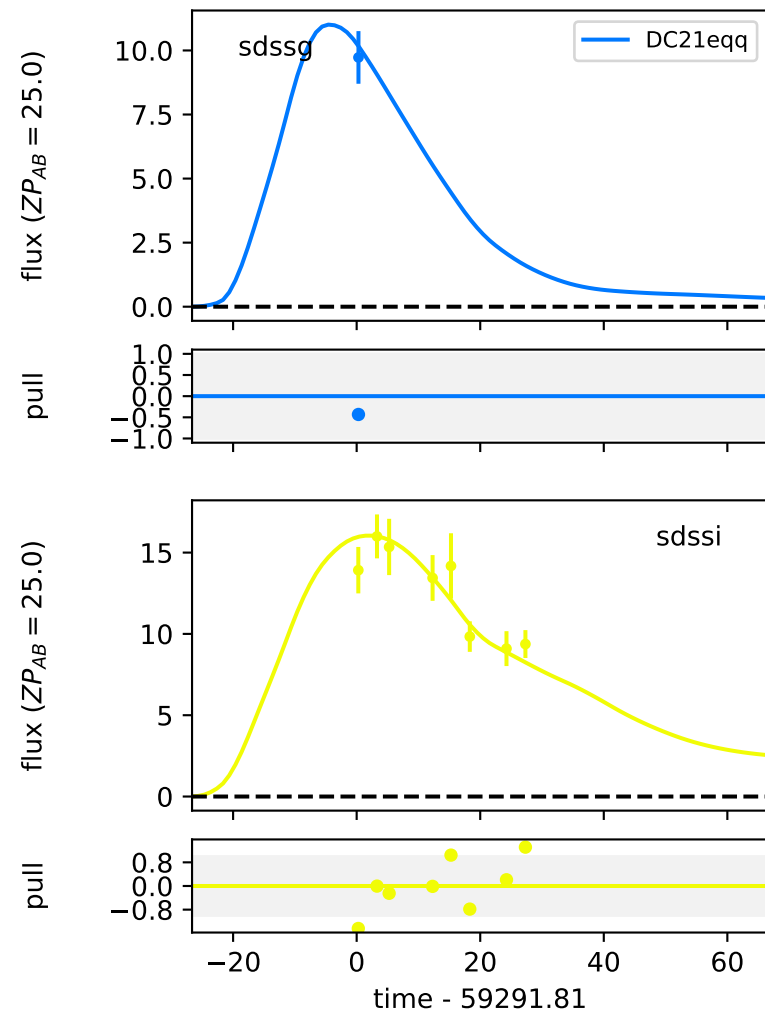 sdssg
DC21eqq
flux (ZP_AB = 25.0)
10.0
7.5
5.0
2.5
0.0
pull
1.0
0.5
0.0
−0.5
−1.0
sdssi
flux (ZP_AB = 25.0)
15
10
5
0
pull
0.8
0.0
−0.8
−20 0 20 40 60
time - 59291.81